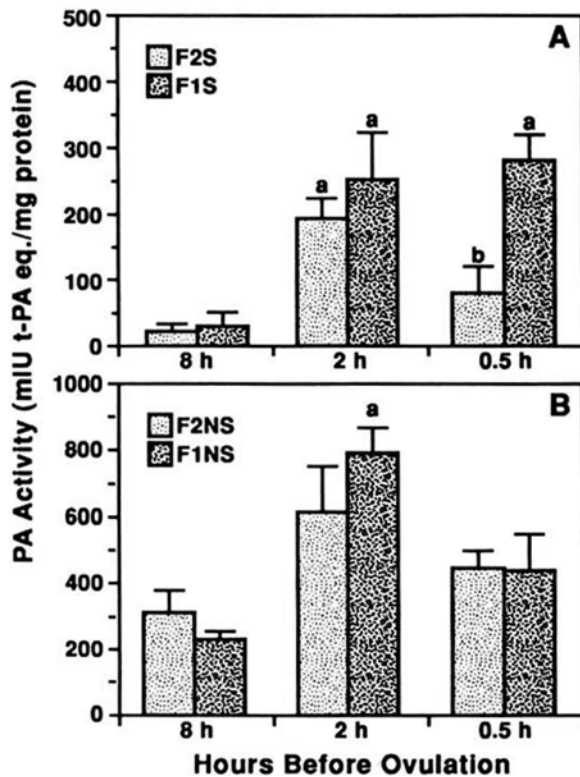 PA Activity (mIU t-PA eq./mg protein)
A
500
400
300
200
100
0
F2S
F1S
a
a
b
a
8 h
2 h
0.5 h
B
1000
800
600
400
200
0
F2NS
F1NS
a
8 h
2 h
0.5 h
Hours Before Ovulation